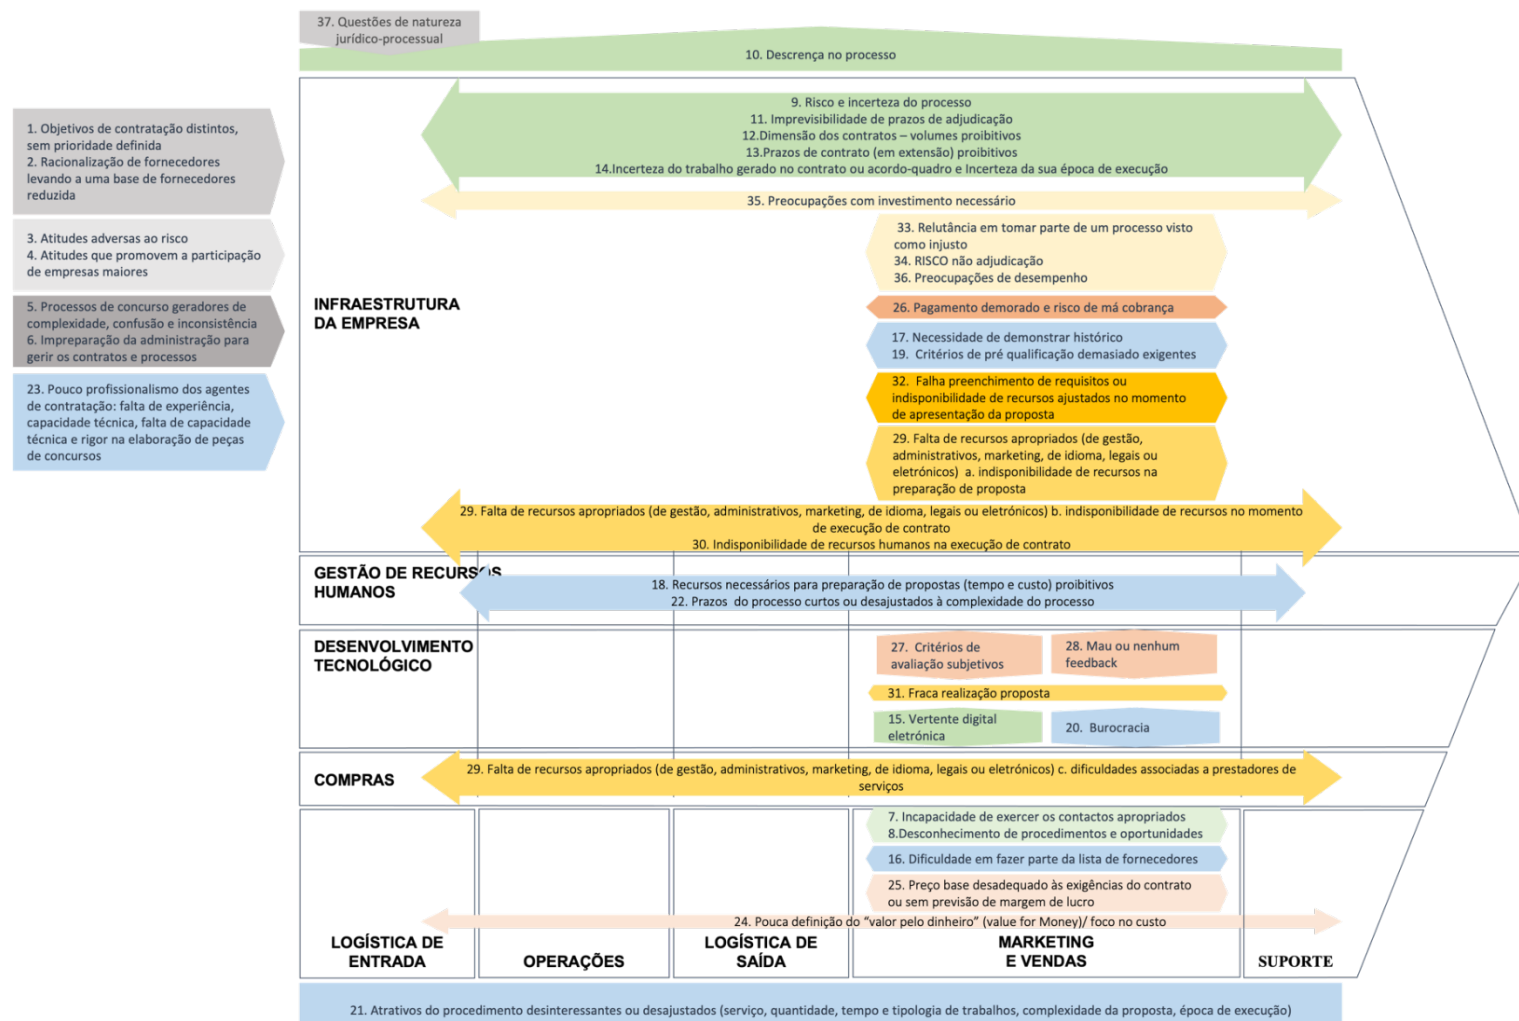 37. Questões de natureza
jurídico-processual
10. Descrença no processo
1. Objetivos de contratação distintos,
sem prioridade definida
2. Racionalização de fornecedores
levando a uma base de fornecedores
reduzida
3. Atitudes adversas ao risco
4. Atitudes que promovem a participação
de empresas maiores
5. Processos de concurso geradores de
complexidade, confusão e inconsistência
6. Impreparação da administração para
gerir os contratos e processos
23. Pouco profissionalismo dos agentes
de contratação: falta de experiência,
capacidade técnica, falta de capacidade
técnica e rigor na elaboração de peças
de concursos
9. Risco e incerteza do processo
11. Imprevisibilidade de prazos de adjudicação
12.Dimensão dos contratos – volumes proibitivos
13.Prazos de contrato (em extensão) proibitivos
14.Incerteza do trabalho gerado no contrato ou acordo-quadro e Incerteza da sua época de execução
35. Preocupações com investimento necessário
33. Relutância em tomar parte de um processo visto
como injusto
34. RISCO não adjudicação
36. Preocupações de desempenho
INFRAESTRUTURA
DA EMPRESA
26. Pagamento demorado e risco de má cobrança
17. Necessidade de demonstrar histórico
19. Critérios de pré qualificação demasiado exigentes
32. Falha preenchimento de requisitos ou
indisponibilidade de recursos ajustados no momento
de apresentação da proposta
29. Falta de recursos apropriados (de gestão,
administrativos, marketing, de idioma, legais ou
eletrónicos) a. indisponibilidade de recursos na
preparação de proposta
29. Falta de recursos apropriados (de gestão, administrativos, marketing, de idioma, legais ou eletrónicos) b. indisponibilidade de recursos no momento
de execução de contrato
30. Indisponibilidade de recursos humanos na execução de contrato
GESTÃO DE RECURSOS
HUMANOS
18. Recursos necessários para preparação de propostas (tempo e custo) proibitivos
22. Prazos do processo curtos ou desajustados à complexidade do processo
DESENVOLVIMENTO
TECNOLÓGICO
27. Critérios de
avaliação subjetivos
28. Mau ou nenhum
feedback
31. Fraca realização proposta
15. Vertente digital
eletrónica
20. Burocracia
COMPRAS
29. Falta de recursos apropriados (de gestão, administrativos, marketing, de idioma, legais ou eletrónicos) c. dificuldades associadas a prestadores de
serviços
7. Incapacidade de exercer os contactos apropriados
8.Desconhecimento de procedimentos e oportunidades
16. Dificuldade em fazer parte da lista de fornecedores
25. Preço base desadequado às exigências do contrato
ou sem previsão de margem de lucro
24. Pouca definição do “valor pelo dinheiro” (value for Money)/ foco no custo
LOGÍSTICA DE
ENTRADA
OPERAÇÕES
LOGÍSTICA DE
SAÍDA
MARKETING
E VENDAS
SUPORTE
21. Atrativos do procedimento desinteressantes ou desajustados (serviço, quantidade, tempo e tipologia de trabalhos, complexidade da proposta, época de execução)